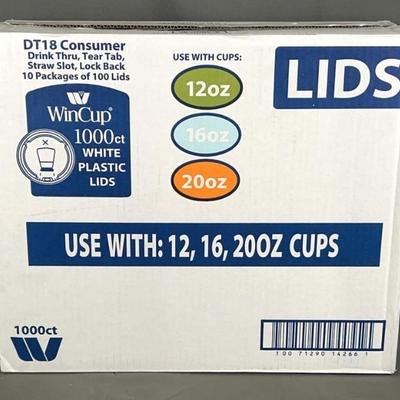 DT18 Consumer
Drink Thru, Tear Tab,
Straw Slot, Lock Back
10 Packages of 100 Lids
WinCup®
1000ct
WHITE
PLASTIC
LIDS
USE WITH CUPS:
12oz
16oz
20oz
LIDS
USE WITH: 12, 16, 20OZ CUPS
1000ct
100 71290 14266 1